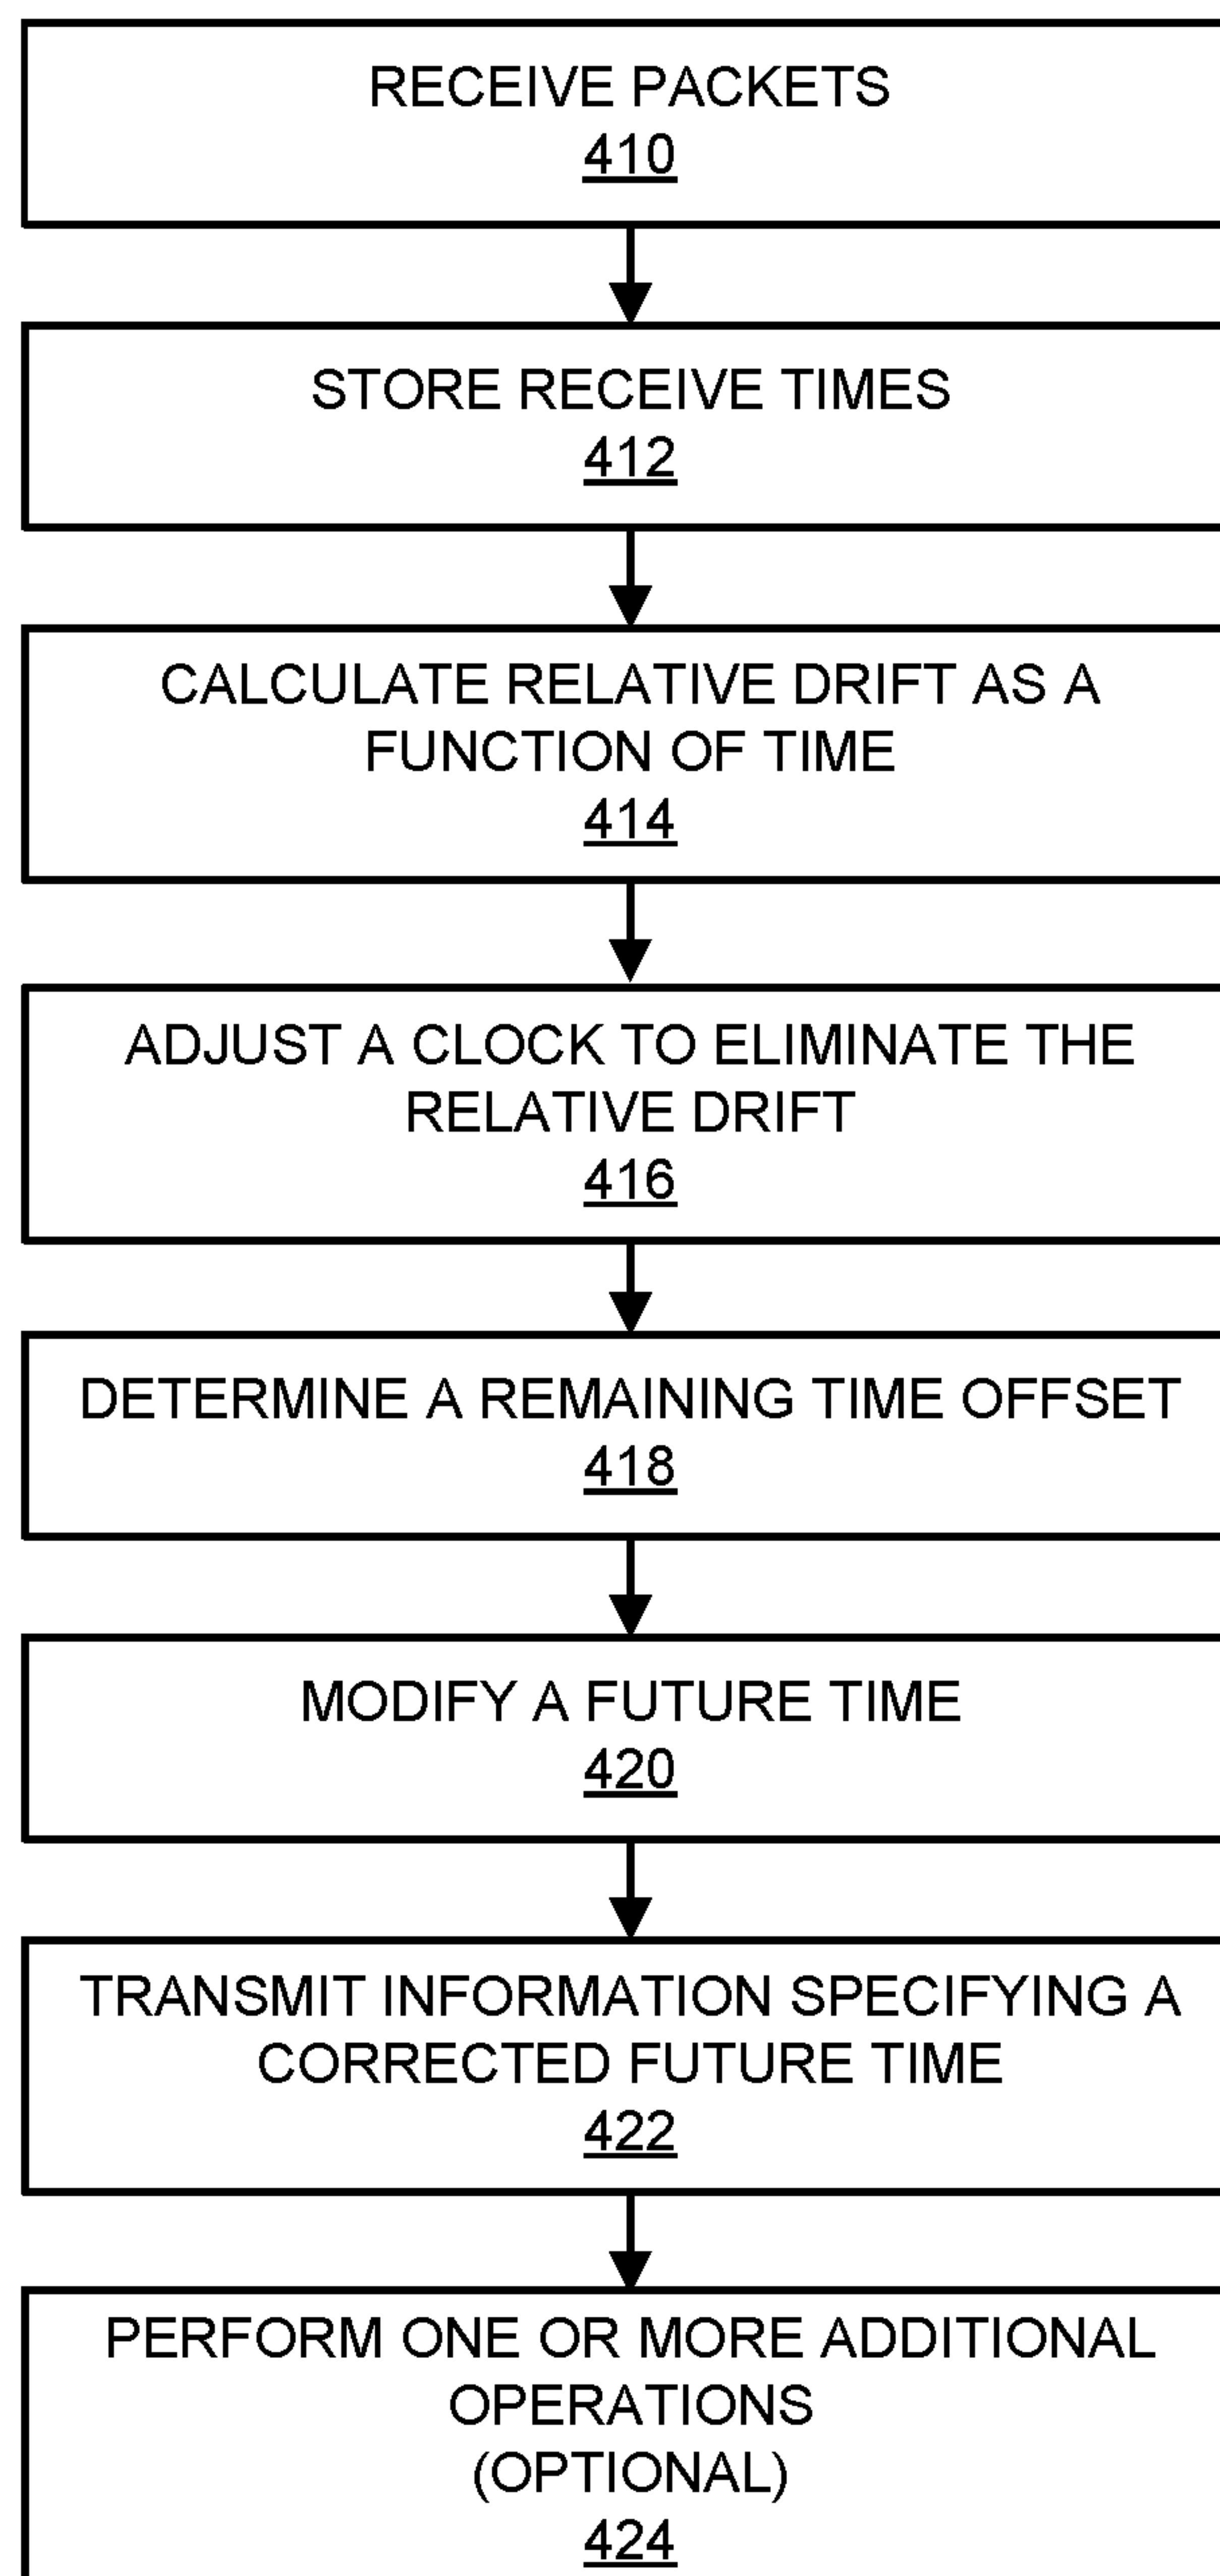 RECEIVE PACKETS
410
STORE RECEIVE TIMES
412
CALCULATE RELATIVE DRIFT AS A
FUNCTION OF TIME
414
ADJUST A CLOCK TO ELIMINATE THE
RELATIVE DRIFT
416
DETERMINE A REMAINING TIME OFFSET
418
MODIFY A FUTURE TIME
420
TRANSMIT INFORMATION SPECIFYING A
CORRECTED FUTURE TIME
422
PERFORM ONE OR MORE ADDITIONAL
OPERATIONS
(OPTIONAL)
424